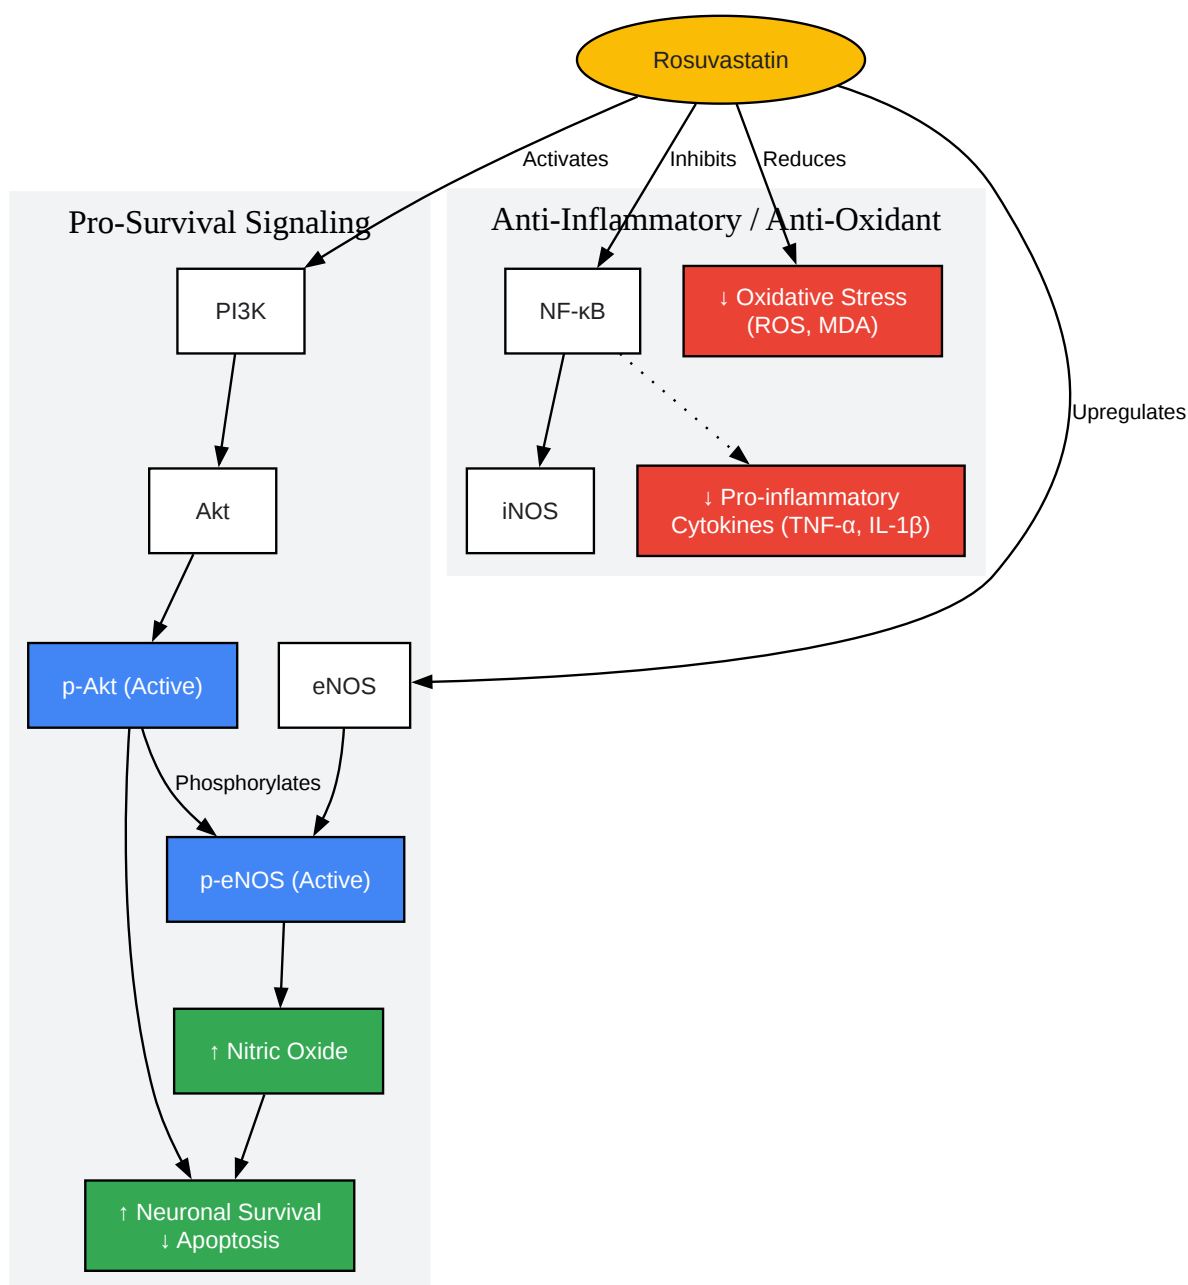 Rosuvastatin
Activates
Inhibits
Reduces
Pro-Survival Signaling
Anti-Inflammatory / Anti-Oxidant
PI3K
NF-κB
↓ Oxidative Stress
(ROS, MDA)
Upregulates
Akt
iNOS
↓ Pro-inflammatory
Cytokines (TNF-α, IL-1β)
p-Akt (Active)
eNOS
Phosphorylates
p-eNOS (Active)
↑ Nitric Oxide
↑ Neuronal Survival
↓ Apoptosis